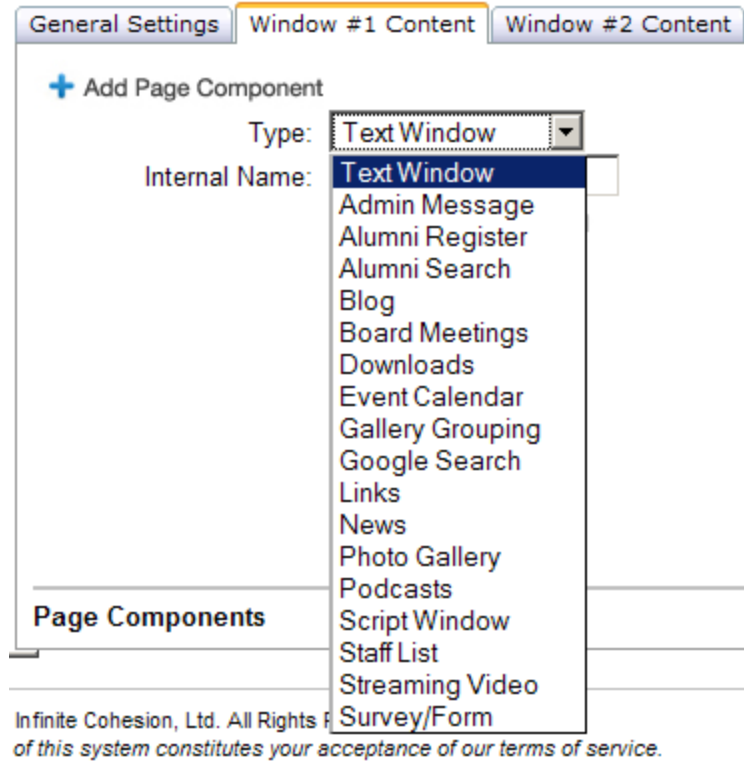 General Settings Window #1 Content Window #2 Content
Add Page Component
Type: Text Window
Internal Name:
Text Window
Admin Message
Alumni Register
Alumni Search
Blog
Board Meetings
Downloads
Event Calendar
Gallery Grouping
Google Search
Links
News
Photo Gallery
Podcasts
Script Window
Staff List
Streaming Video
Survey/Form
Page Components
Infinite Cohesion, Ltd. All Rights
of this system constitutes your acceptance of our terms of service.